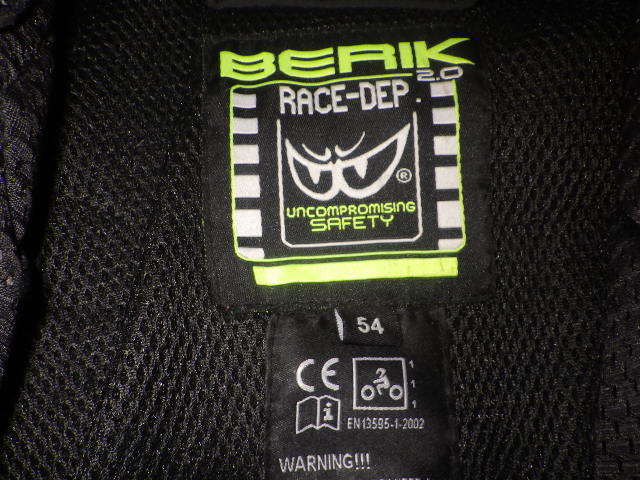 BERIK
2.0
RACE-DEP.
®
UNCOMPROMISING
SAFETY
54
CE
1
1
1
i
EN13595-1-2002
WARNING!!!